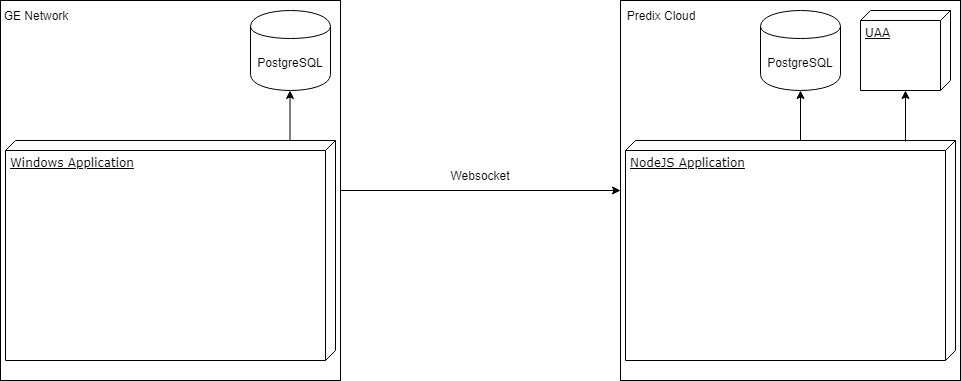 GE Network
PostgreSQL
Windows Application
Websocket
Predix Cloud
PostgreSQL
UAA
NodeJS Application